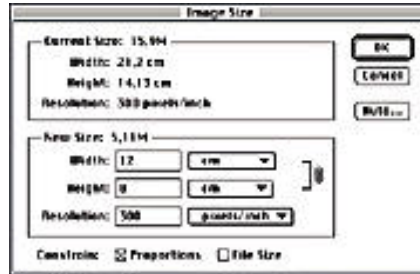 Image Size
Current Size: 15,9M
Width: 21,2 cm
Height: 14,13 cm
Resolution: 300 pixels/inch
OK
Cancel
Auto...
New Size: 5,11M
Width: 12 cm
Height: 8 cm
Resolution: 300 pixels/inch
Constrain: Proportions File Size